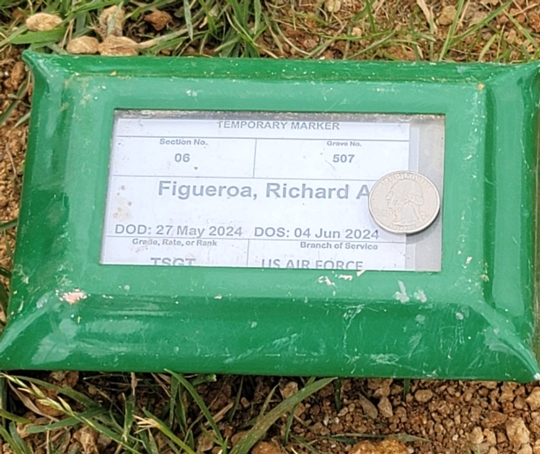 TEMPORARY MARKER
Section No. Grave No.
06 507
Figueroa, Richard A
DOD: 27 May 2024 DOS: 04 Jun 2024
Grade, Rate, or Rank Branch of Service
TSGT US AIR FORCE